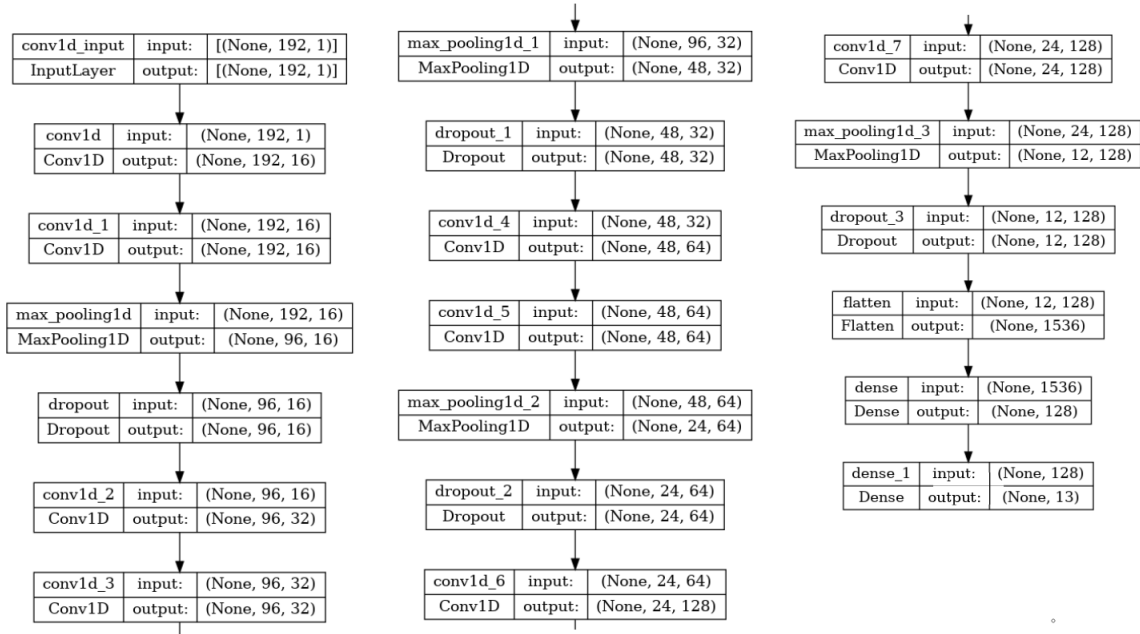 conv1d_input input: [(None, 192, 1)]
InputLayer output: [(None, 192, 1)]
conv1d input: (None, 192, 1)
Conv1D output: (None, 192, 16)
conv1d_1 input: (None, 192, 16)
Conv1D output: (None, 192, 16)
max_pooling1d input: (None, 192, 16)
MaxPooling1D output: (None, 96, 16)
dropout input: (None, 96, 16)
Dropout output: (None, 96, 16)
conv1d_2 input: (None, 96, 16)
Conv1D output: (None, 96, 32)
conv1d_3 input: (None, 96, 32)
Conv1D output: (None, 96, 32)
max_pooling1d_1 input: (None, 96, 32)
MaxPooling1D output: (None, 48, 32)
dropout_1 input: (None, 48, 32)
Dropout output: (None, 48, 32)
conv1d_4 input: (None, 48, 32)
Conv1D output: (None, 48, 64)
conv1d_5 input: (None, 48, 64)
Conv1D output: (None, 48, 64)
max_pooling1d_2 input: (None, 48, 64)
MaxPooling1D output: (None, 24, 64)
dropout_2 input: (None, 24, 64)
Dropout output: (None, 24, 64)
conv1d_6 input: (None, 24, 64)
Conv1D output: (None, 24, 128)
conv1d_7 input: (None, 24, 128)
Conv1D output: (None, 24, 128)
max_pooling1d_3 input: (None, 24, 128)
MaxPooling1D output: (None, 12, 128)
dropout_3 input: (None, 12, 128)
Dropout output: (None, 12, 128)
flatten input: (None, 12, 128)
Flatten output: (None, 1536)
dense input: (None, 1536)
Dense output: (None, 128)
dense_1 input: (None, 128)
Dense output: (None, 13)